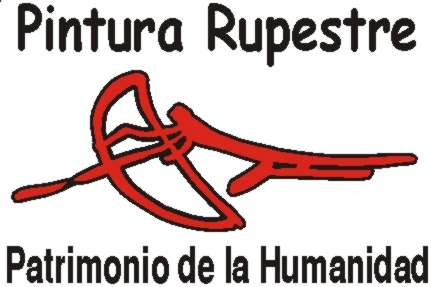 Pintura Rupestre
Patrimonio de la Humanidad